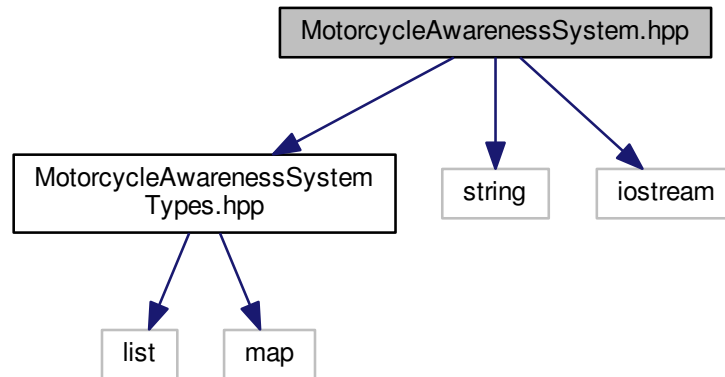 MotorcycleAwarenessSystem.hpp
MotorcycleAwarenessSystem
Types.hpp
string
iostream
list
map